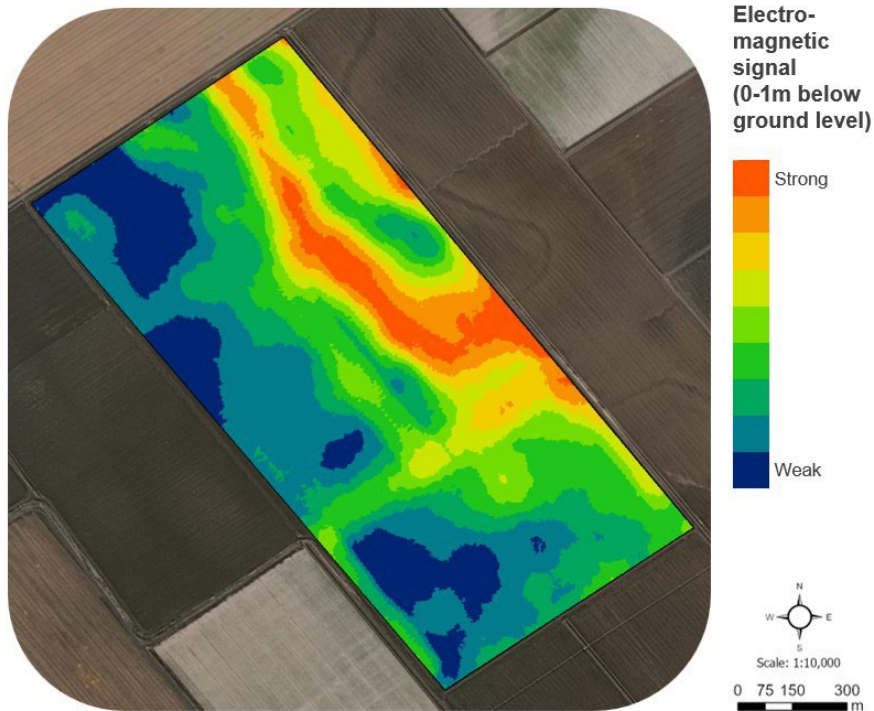 Electro-
magnetic
signal
(0-1m below
ground level)
Strong
Weak
N
W E
S
Scale: 1:10,000
0 75 150 300
m